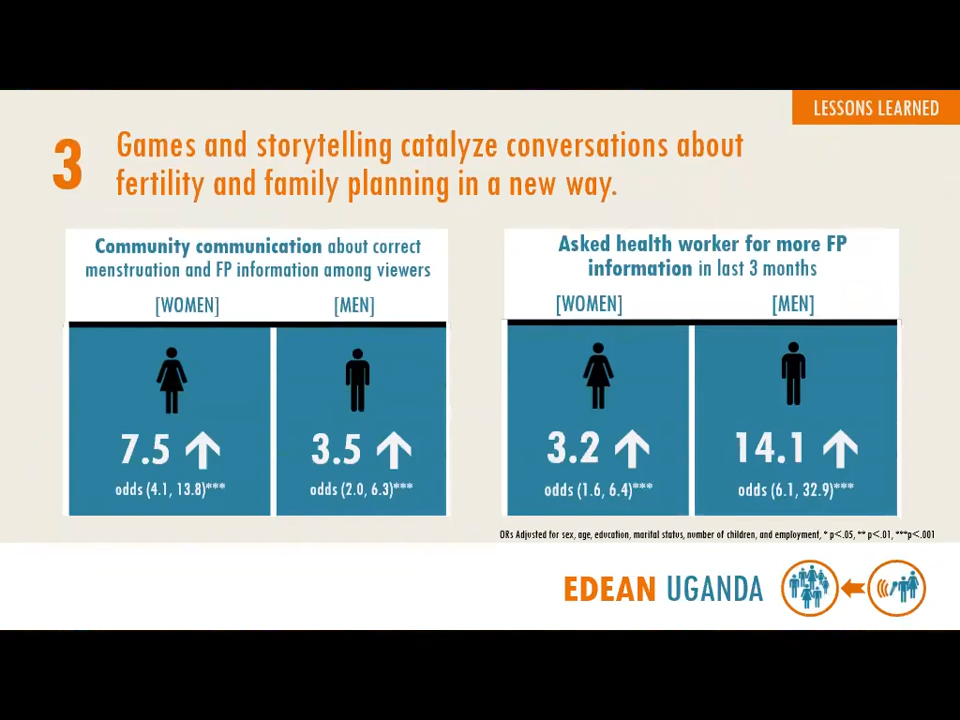 LESSONS LEARNED
3
Games and storytelling catalyze conversations about
fertility and family planning in a new way.
Community communication about correct
menstruation and FP information among viewers
[WOMEN] [MEN]
7.5 3.5
odds (4.1, 13.8)*** odds (2.0, 6.3)***
Asked health worker for more FP
information in last 3 months
[WOMEN] [MEN]
3.2 14.1
odds (1.6, 6.4)*** odds (6.1, 32.9)***
ORs Adjusted for sex, age, education, marital status, number of children, and employment, * p<.05, ** p<.01, ***p<.001
EDEAN UGANDA